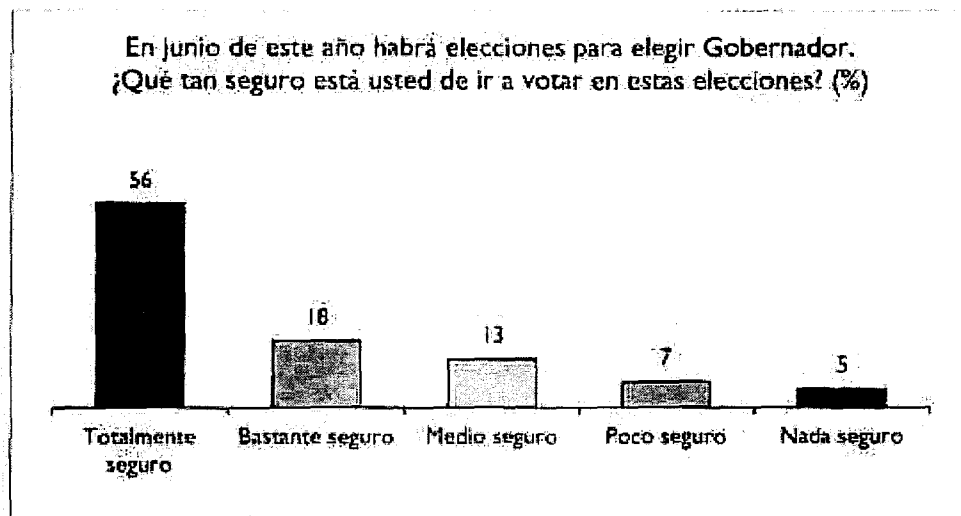 En junio de este año habrá elecciones para elegir Gobernador.
¿Qué tan seguro está usted de ir a votar en estas elecciones? (%)
56
18
13
7
5
Totalmente seguro
Bastante seguro
Medio seguro
Poco seguro
Nada seguro